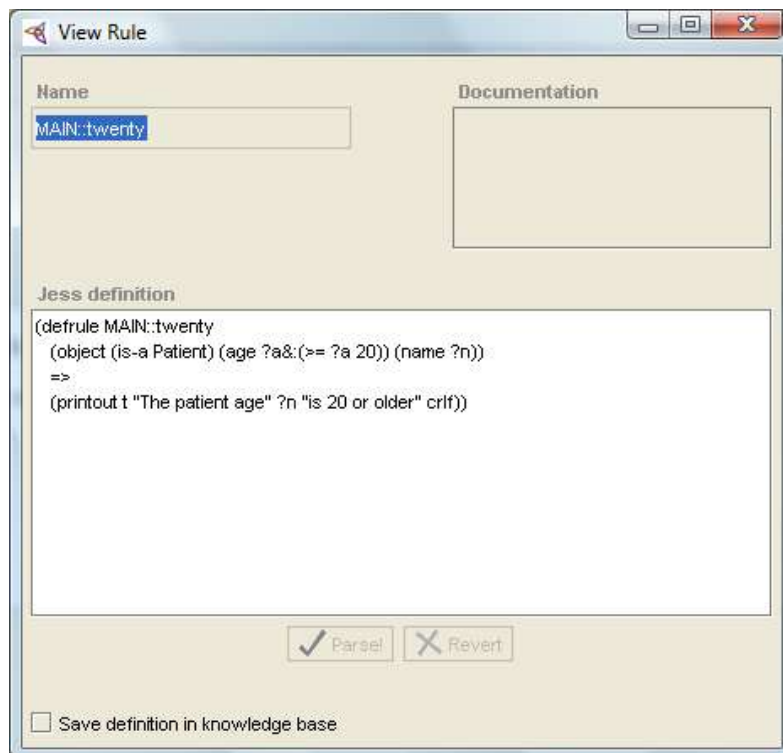 View Rule
Name
Documentation
MAIN::twenty
Jess definition
(defrule MAIN::twenty
(object (is-a Patient) (age ?a&:(>= ?a 20)) (name ?n))
=>
(printout t "The patient age" ?n "is 20 or older" crlf))
Parse!
Revert
Save definition in knowledge base